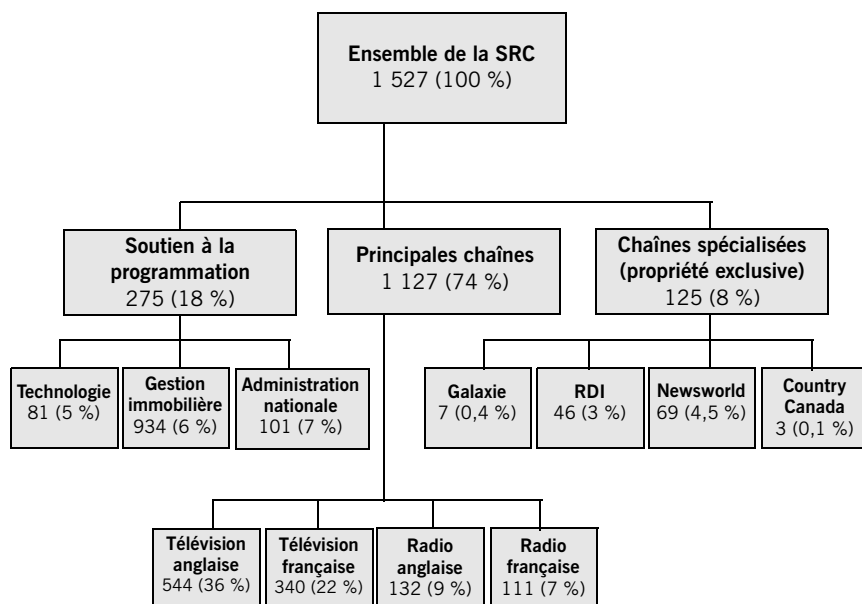 Ensemble de la SRC
1 527 (100 %)
Soutien à la
programmation
275 (18 %)
Principales chaînes
1 127 (74 %)
Chaînes spécialisées
(propriété exclusive)
125 (8 %)
Technologie
81 (5 %)
Gestion
immobilière
934 (6 %)
Administration
nationale
101 (7 %)
Galaxie
7 (0,4 %)
RDI
46 (3 %)
Newsworld
69 (4,5 %)
Country
Canada
3 (0,1 %)
Télévision
anglaise
544 (36 %)
Télévision
française
340 (22 %)
Radio
anglaise
132 (9 %)
Radio
française
111 (7 %)